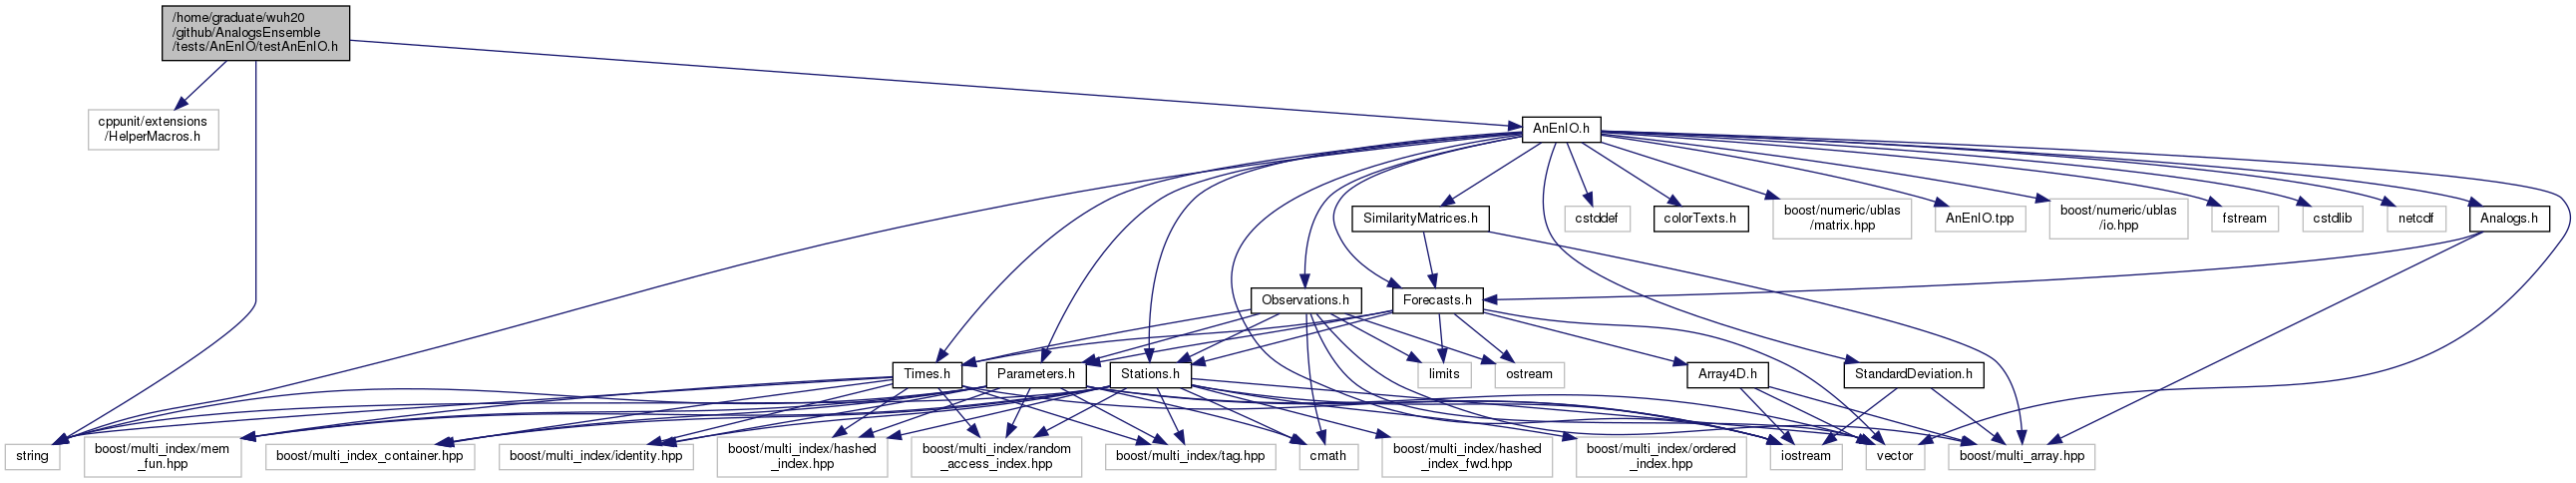 /home/graduate/wuh20
/github/AnalogsEnsemble
/tests/AnEnIO/testAnEnIO.h
cppunit/extensions
/HelperMacros.h
AnEnIO.h
SimilarityMatrices.h
cstddef
colorTexts.h
boost/numeric/ublas
/matrix.hpp
AnEnIO.tpp
boost/numeric/ublas
/io.hpp
fstream
cstdlib
netcdf
Analogs.h
Observations.h
Forecasts.h
Times.h
Parameters.h
Stations.h
limits
ostream
Array4D.h
StandardDeviation.h
string
boost/multi_index/mem
_fun.hpp
boost/multi_index_container.hpp
boost/multi_index/identity.hpp
boost/multi_index/hashed
_index.hpp
boost/multi_index/random
_access_index.hpp
boost/multi_index/tag.hpp
cmath
boost/multi_index/hashed
_index_fwd.hpp
boost/multi_index/ordered
_index.hpp
iostream
vector
boost/multi_array.hpp